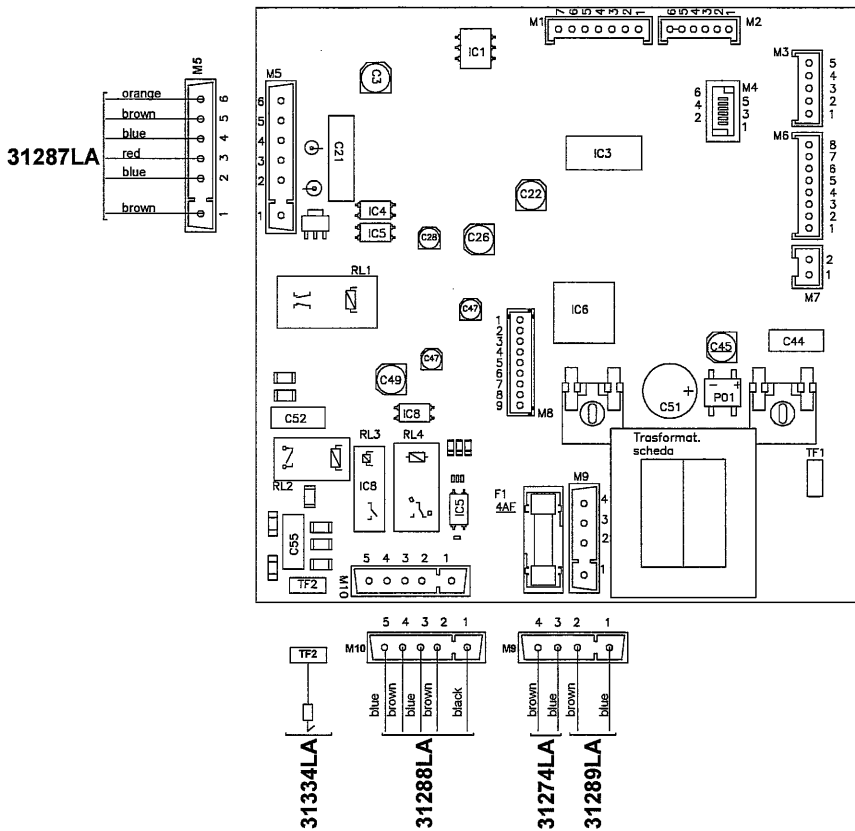 M1
7 6 5 4 3 2 1
6 5 4 3 2 1
M2
IC1
M3
5
4
3
2
1
M5
orange
6
brown
5
blue
4
red
3
blue
2
brown
1
31287LA
M5
6
5
4
3
2
1
C3
C21
M4
6
4
2
5
3
1
IC3
M6
8
7
6
5
4
3
2
1
C22
IC4
IC5
C28
C26
2
1
M7
RL1
C47
IC6
1
2
3
4
5
6
7
8
9
M8
C47
C49
C45
C44
C51
+
- +
P01
C52
IC8
RL3
RL4
RL2
IC8
IC5
Trasformat.
scheda
TF1
F1
4AF
M9
4
3
2
1
C55
TF2
M10
5 4 3 2 1
TF2
5 4 3 2 1
M10
blue
brown
blue
brown
black
4 3 2 1
M9
brown
blue
brown
blue
31334LA
31288LA
31274LA
31289LA